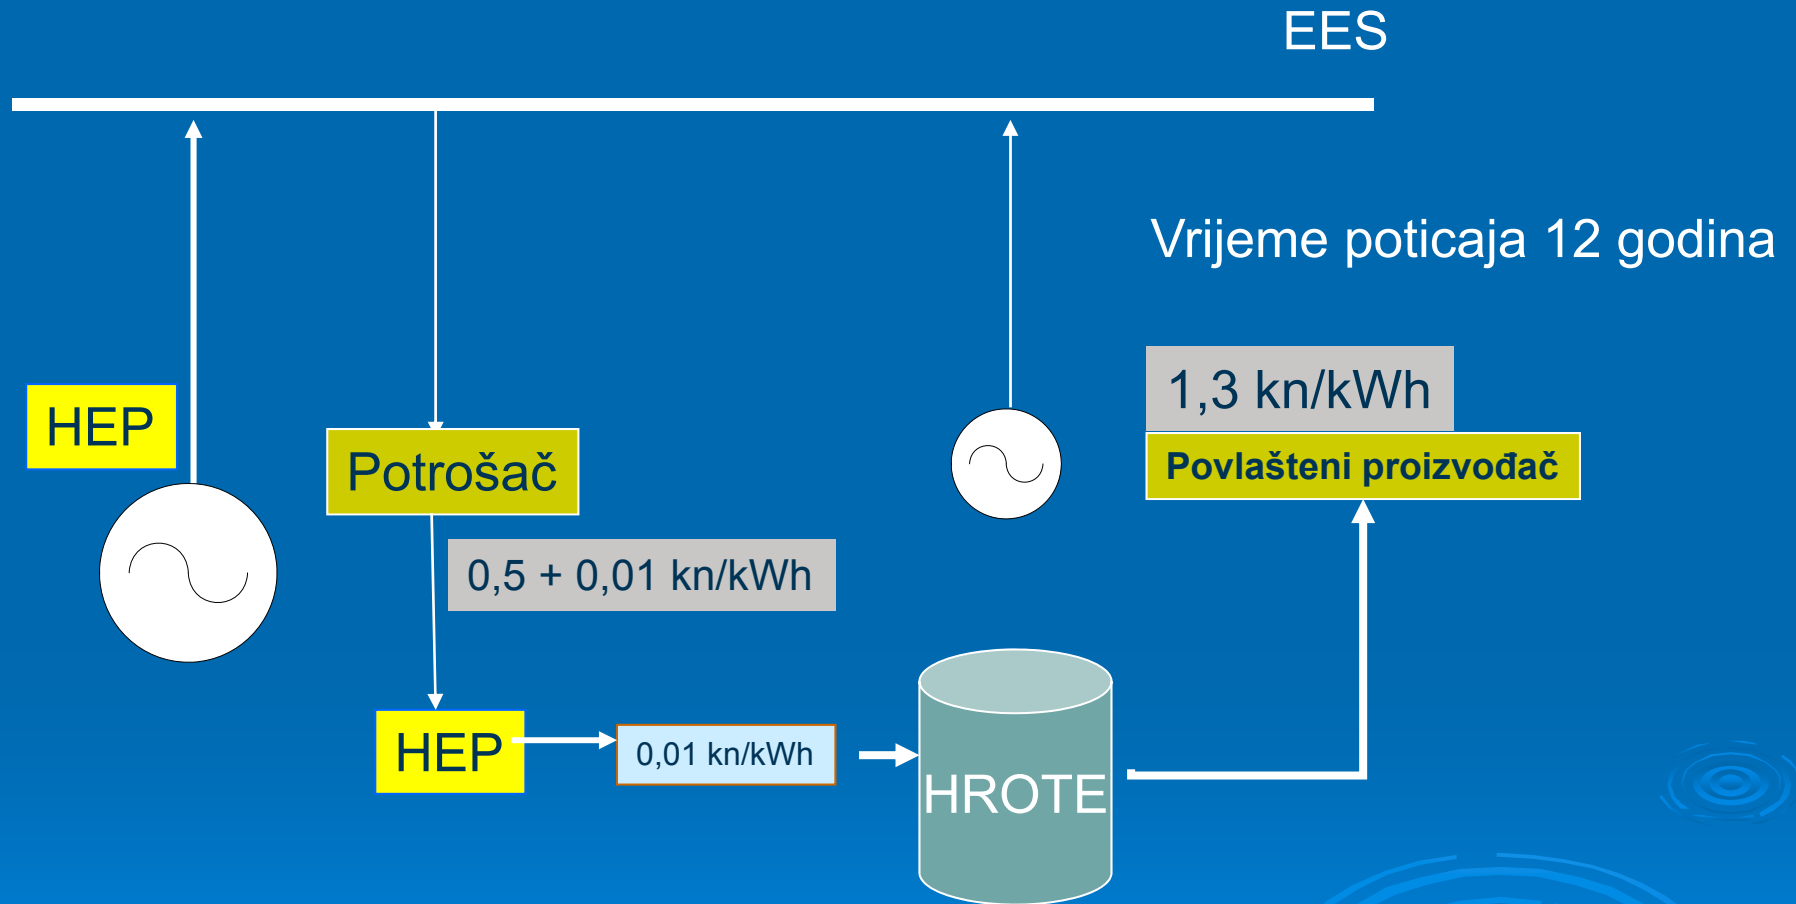 EES
Vrijeme poticaja 12 godina
1,3 kn/kWh
HEP
Potrošač
Povlašteni proizvođač
0,5 + 0,01 kn/kWh
HEP
0,01 kn/kWh
HROTE